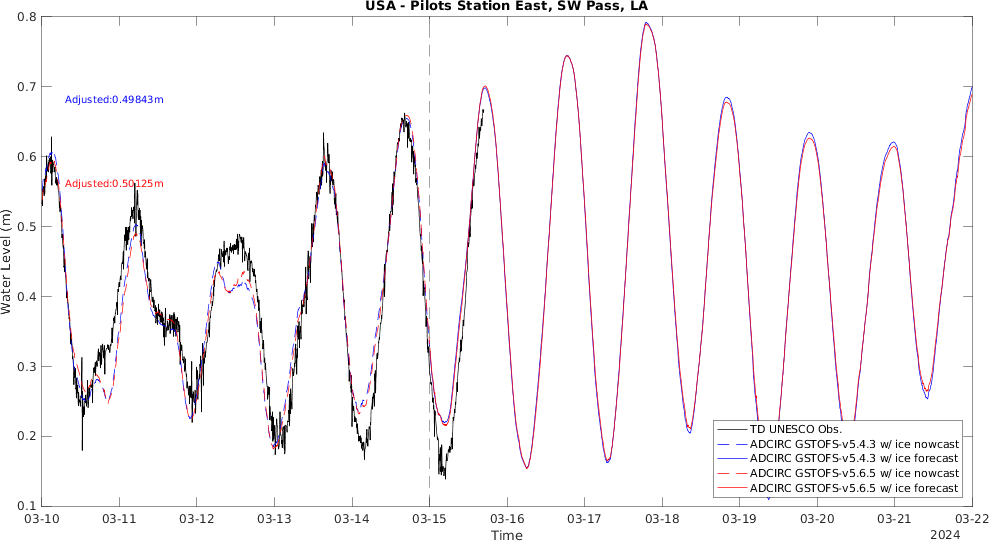 USA - Pilots Station East, SW Pass, LA
0.8
0.7
0.6
0.5
0.4
0.3
0.2
0.1
Water Level (m)
Adjusted:0.49843m
Adjusted:0.50125m
TD UNESCO Obs.
ADCIRC GSTOFS-v5.4.3 w/ ice nowcast
ADCIRC GSTOFS-v5.4.3 w/ ice forecast
ADCIRC GSTOFS-v5.6.5 w/ ice nowcast
ADCIRC GSTOFS-v5.6.5 w/ ice forecast
03-10 03-11 03-12 03-13 03-14 03-15 03-16 03-17 03-18 03-19 03-20 03-21 03-22
Time
2024